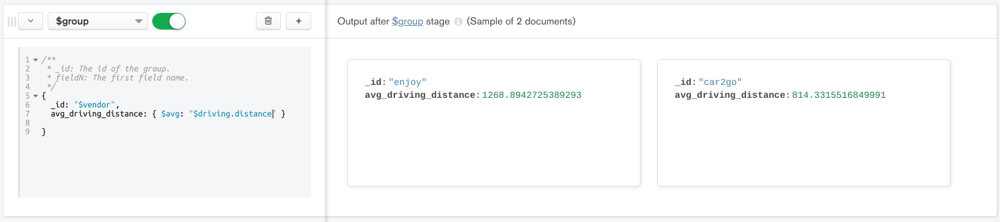 $group
Output after $group stage (Sample of 2 documents)
1 /**
2 * _id: The id of the group.
3 * fieldN: The first field name.
4 */
5 {
6 _id: "$vendor",
7 avg_driving_distance: { $avg: "$driving.distance" }
8
9 }
_id: "enjoy"
avg_driving_distance: 1268.8942725389293
_id: "car2go"
avg_driving_distance: 814.3315516849991